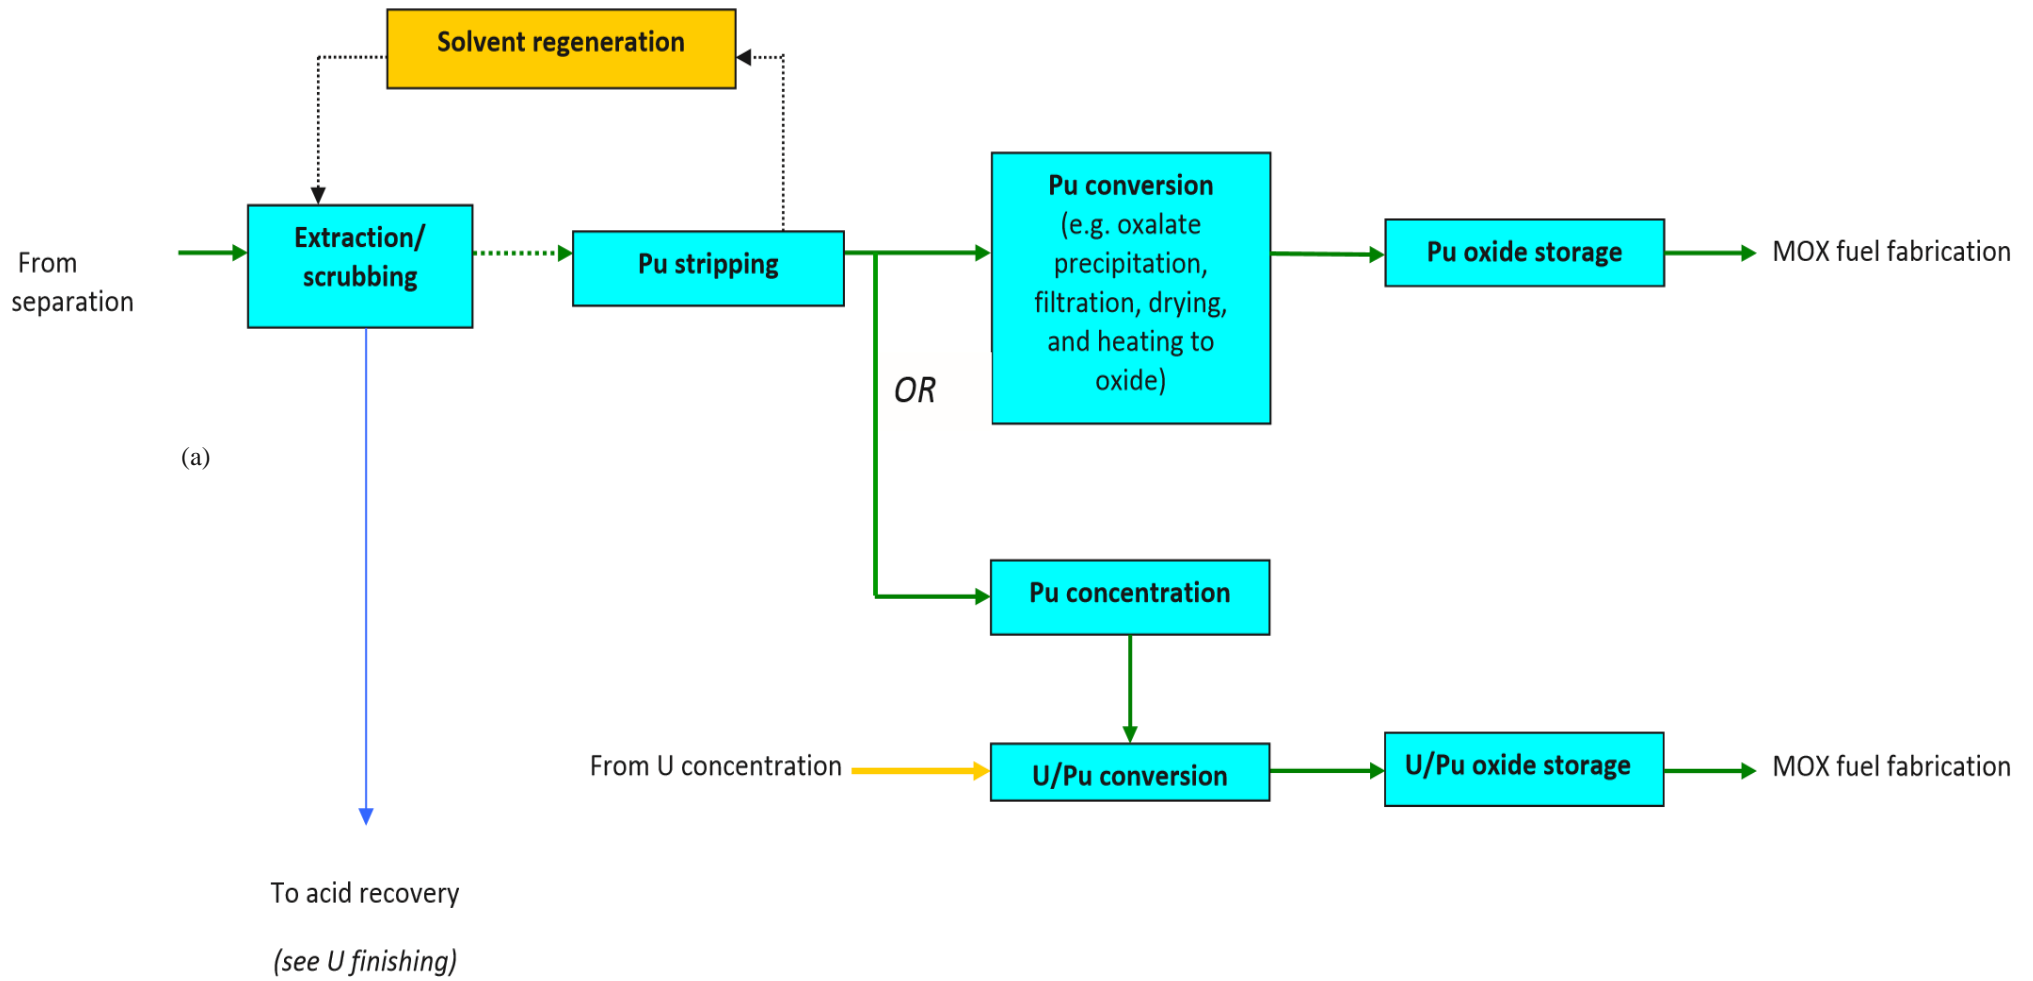 Solvent regeneration
From
separation
Extraction/
scrubbing
Pu stripping
Pu conversion
(e.g. oxalate
precipitation,
filtration, drying,
and heating to
oxide)
Pu oxide storage
MOX fuel fabrication
OR
(a)
Pu concentration
From U concentration
U/Pu conversion
U/Pu oxide storage
MOX fuel fabrication
To acid recovery
(see U finishing)